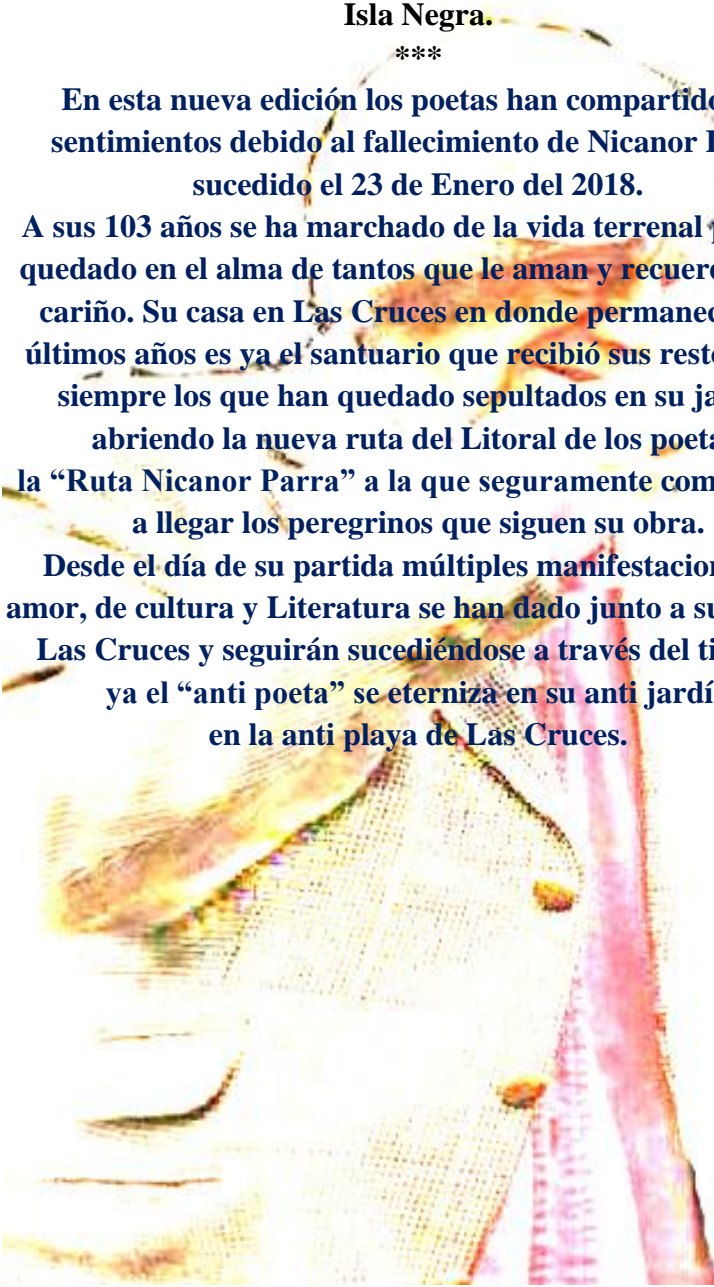 Isla Negra.
***
En esta nueva edición los poetas han compartido
sentimientos debido al fallecimiento de Nicanor
sucedido el 23 de Enero del 2018.
A sus 103 años se ha marchado de la vida terrenal
quedado en el alma de tantos que le aman y
cariño. Su casa en Las Cruces en donde
últimos años es ya el santuario que recibió sus
siempre los que han quedado sepultados en su
abriendo la nueva ruta del Litoral de los
la “Ruta Nicanor Parra” a la que seguramente
a llegar los peregrinos que siguen su obra.
Desde el día de su partida múltiples
amor, de cultura y Literatura se han dado junto a
Las Cruces y seguirán sucediéndose a través del
ya el “anti poeta” se eterniza en su anti
en la anti playa de Las Cruces.